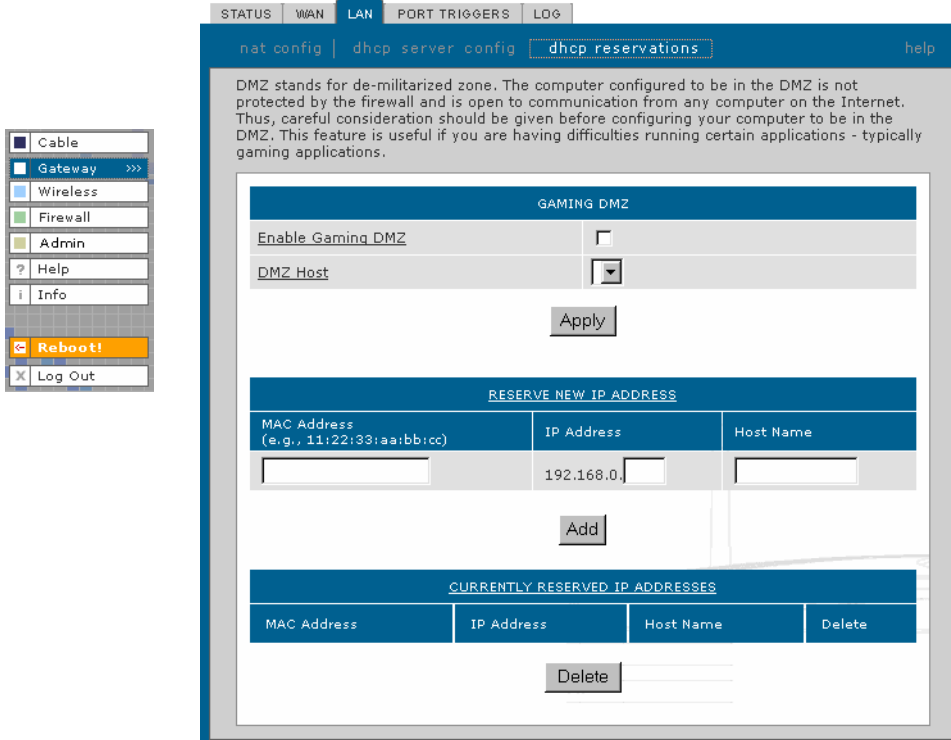 STATUS WAN LAN PORT TRIGGERS LOG
nat config | dhcp server config dhcp reservations help
DMZ stands for de-militarized zone. The computer configured to be in the DMZ is not
protected by the firewall and is open to communication from any computer on the Internet.
Thus, careful consideration should be given before configuring your computer to be in the
DMZ. This feature is useful if you are having difficulties running certain applications - typically
gaming applications.
Cable
Gateway >>>
Wireless
Firewall
Admin
? Help
i Info
Reboot!
X Log Out
GAMING DMZ
Enable Gaming DMZ
DMZ Host
Apply
RESERVE NEW IP ADDRESS
MAC Address
(e.g., 11:22:33:aa:bb:cc)
IP Address
Host Name
192.168.0.
Add
CURRENTLY RESERVED IP ADDRESSES
MAC Address IP Address Host Name Delete
Delete